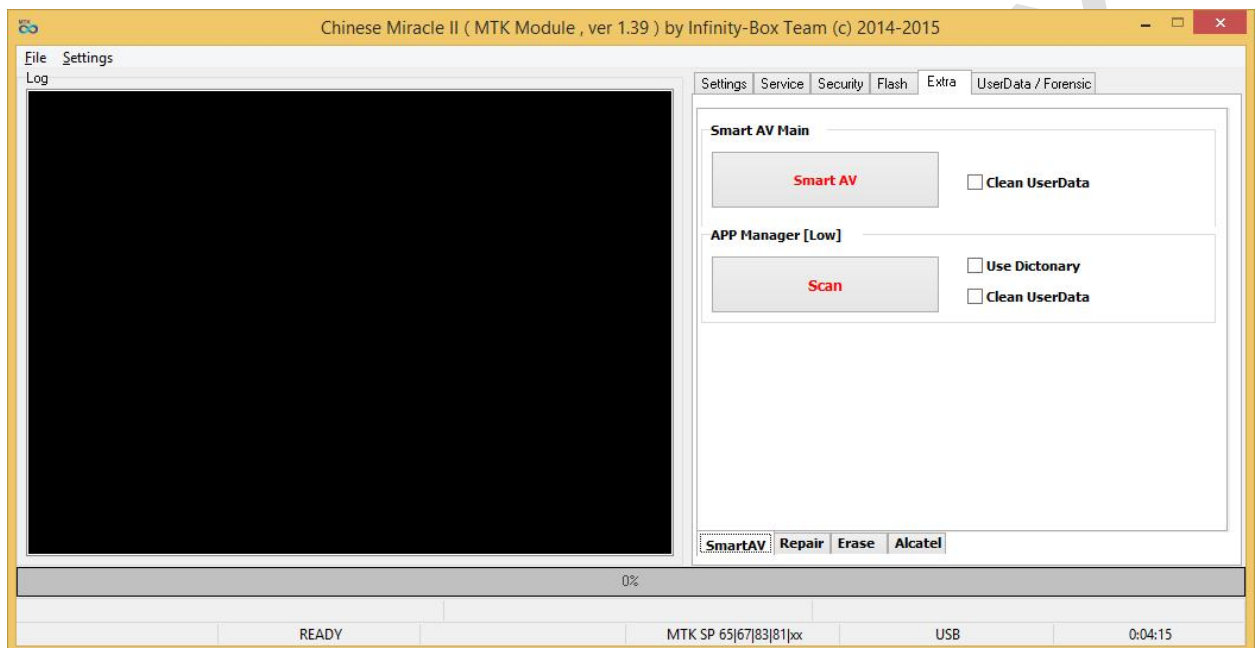 MTK
Chinese Miracle II ( MTK Module , ver 1.39 ) by Infinity-Box Team (c) 2014-2015
File Settings
Log
Settings Service Security Flash Extra UserData / Forensic
Smart AV Main
Smart AV
Clean UserData
APP Manager [Low]
Scan
Use Dictonary
Clean UserData
SmartAV Repair Erase Alcatel
0%
READY MTK SP 65|67|83|81|xx USB 0:04:15